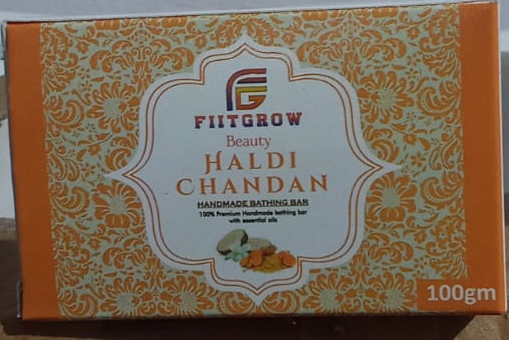 FIITGROW
Beauty
HALDI
CHANDAN
HANDMADE BATHING BAR
100% Premium Handmade bathing bar
with essential oils
100gm